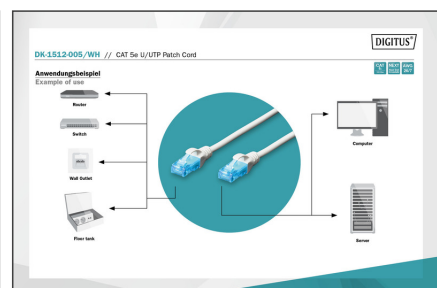 DIGITUS®
DK-1512-005/WH // CAT 5e U/UTP Patch Cord
Anwendungsbeispiel
Example of use
Router
Switch
Wall Outlet
Floor tank
Computer
Server